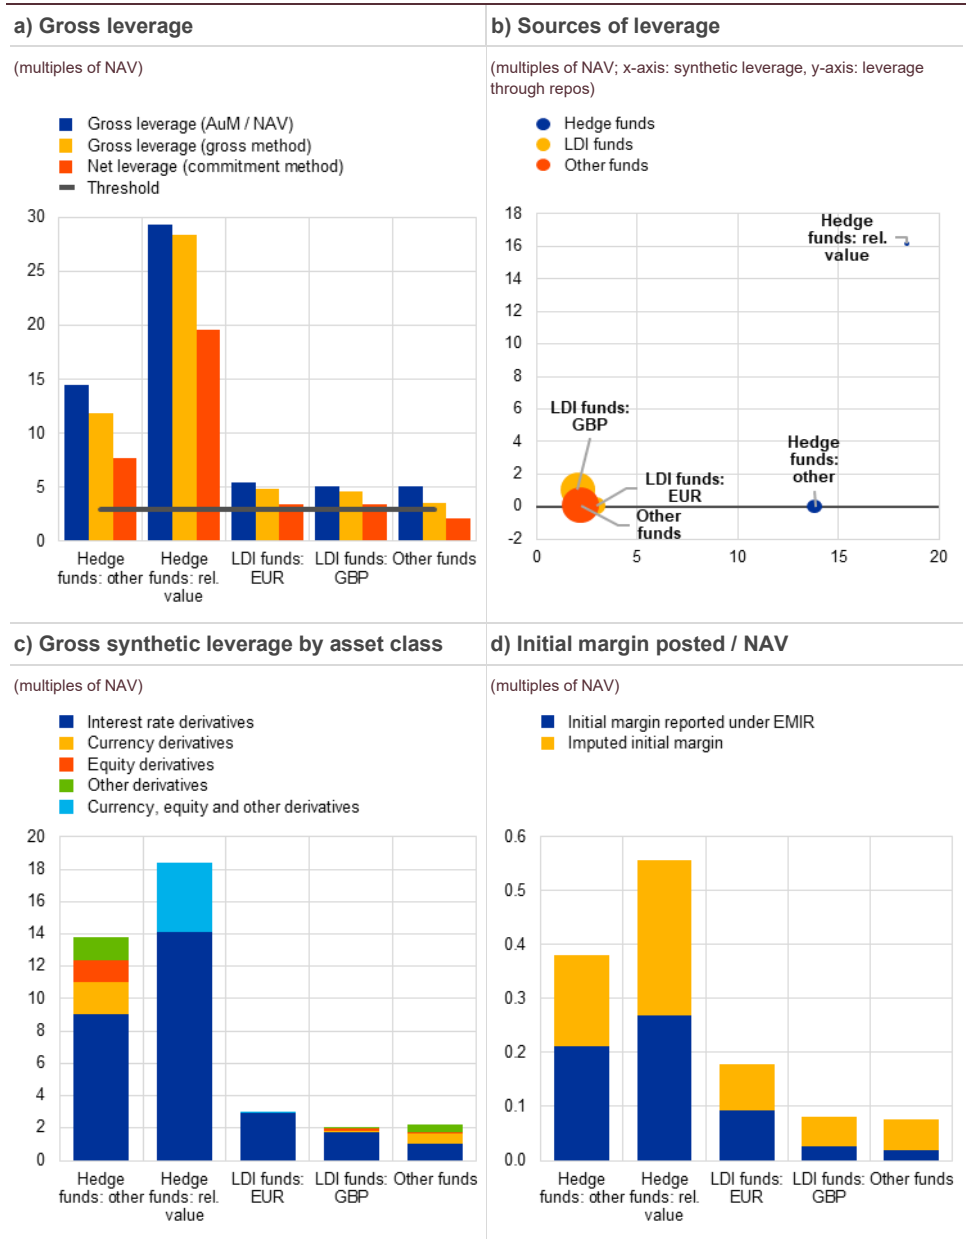 a) Gross leverage
(multiples of NAV)
Gross leverage (AuM / NAV)
Gross leverage (gross method)
Net leverage (commitment method)
Threshold
30
25
20
15
10
5
0
Hedge
funds: other
Hedge
funds: rel.
value
LDI funds:
EUR
LDI funds:
GBP
Other funds
b) Sources of leverage
(multiples of NAV; x-axis: synthetic leverage, y-axis: leverage
through repos)
Hedge funds
LDI funds
Other funds
18
16
14
12
10
8
6
4
2
0
-2
Hedge
funds: rel.
value
LDI funds:
GBP
Hedge
funds:
other
LDI funds:
EUR
Other
funds
0
5
10
15
20
c) Gross synthetic leverage by asset class
(multiples of NAV)
Interest rate derivatives
Currency derivatives
Equity derivatives
Other derivatives
Currency, equity and other derivatives
20
18
16
14
12
10
8
6
4
2
0
Hedge
funds: other
Hedge
funds: rel.
value
LDI funds:
EUR
LDI funds:
GBP
Other funds
d) Initial margin posted / NAV
(multiples of NAV)
Initial margin reported under EMIR
Imputed initial margin
0.6
0.5
0.4
0.3
0.2
0.1
0.0
Hedge
funds: other
Hedge
funds: rel.
value
LDI funds:
EUR
LDI funds:
GBP
Other funds